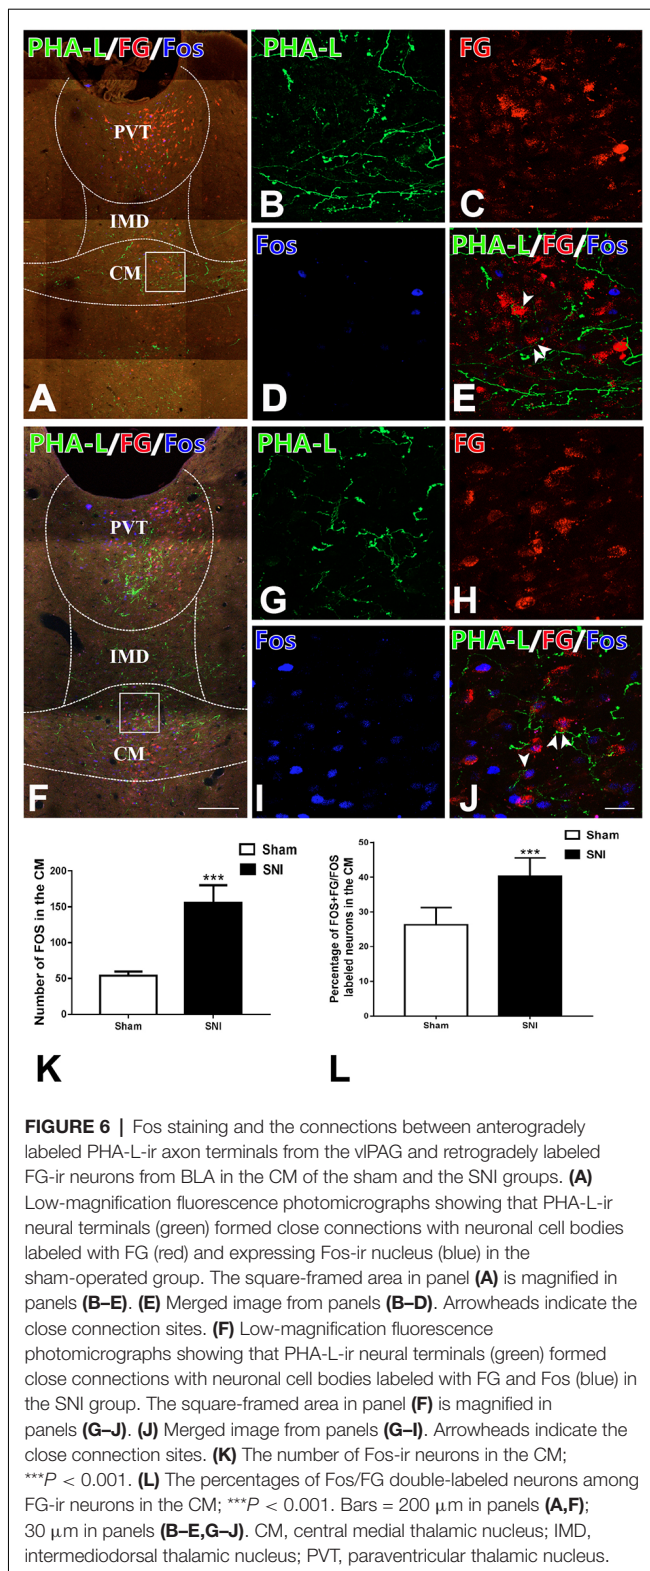 PHA-L/FG/Fos
PVT
IMD
CM
A
PHA-L
B
FG
C
Fos
D
PHA-L/FG/Fos
E
PHA-L/FG/Fos
PVT
IMD
CM
F
PHA-L
G
FG
H
Fos
I
PHA-L/FG/Fos
J
Sham
SNI
Number of FOS in the CM
200
150
100
50
0
***
Sham
SNI
K
Sham
SNI
Percentage of FOS+FG/FOS
labeled neurons in the CM
50
40
30
20
10
0
***
Sham
SNI
L
FIGURE 6 | Fos staining and the connections between anterogradely
labeled PHA-L-ir axon terminals from the vlPAG and retrogradely labeled
FG-ir neurons from BLA in the CM of the sham and the SNI groups. (A)
Low-magnification fluorescence photomicrographs showing that PHA-L-ir
neural terminals (green) formed close connections with neuronal cell bodies
labeled with FG (red) and expressing Fos-ir nucleus (blue) in the
sham-operated group. The square-framed area in panel (A) is magnified in
panels (B–E). (E) Merged image from panels (B–D). Arrowheads indicate the
close connection sites. (F) Low-magnification fluorescence
photomicrographs showing that PHA-L-ir neural terminals (green) formed
close connections with neuronal cell bodies labeled with FG and Fos (blue) in
the SNI group. The square-framed area in panel (F) is magnified in
panels (G–J). (J) Merged image from panels (G–I). Arrowheads indicate the
close connection sites. (K) The number of Fos-ir neurons in the CM;
***P < 0.001. (L) The percentages of Fos/FG double-labeled neurons among
FG-ir neurons in the CM; ***P < 0.001. Bars = 200 μm in panels (A,F);
30 μm in panels (B–E,G–J). CM, central medial thalamic nucleus; IMD,
intermediodorsal thalamic nucleus; PVT, paraventricular thalamic nucleus.